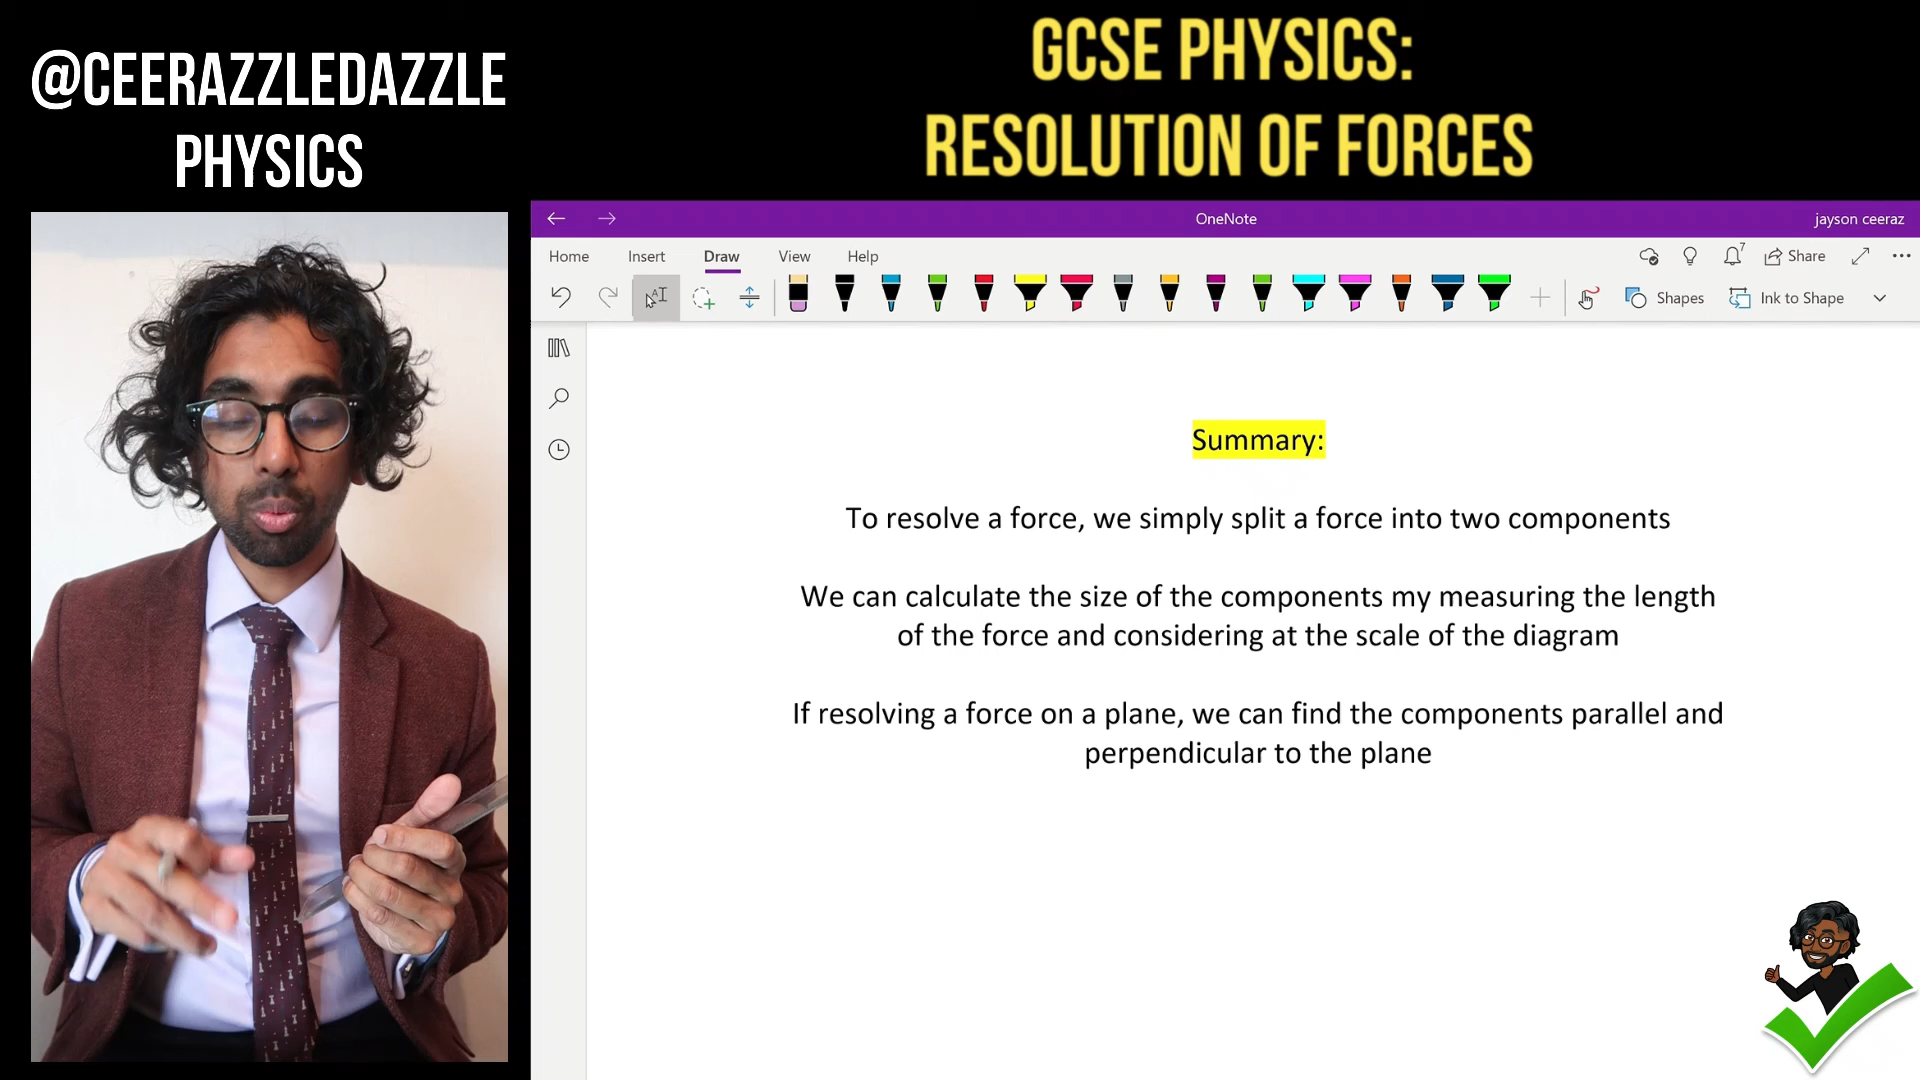 @CEERAZZLEDAZZLE
PHYSICS
GCSE PHYSICS:
RESOLUTION OF FORCES
OneNote
jayson ceeraz
Home Insert Draw View Help
7 Share
Shapes Ink to Shape
Summary:
To resolve a force, we simply split a force into two components
We can calculate the size of the components my measuring the length
of the force and considering at the scale of the diagram
If resolving a force on a plane, we can find the components parallel and
perpendicular to the plane